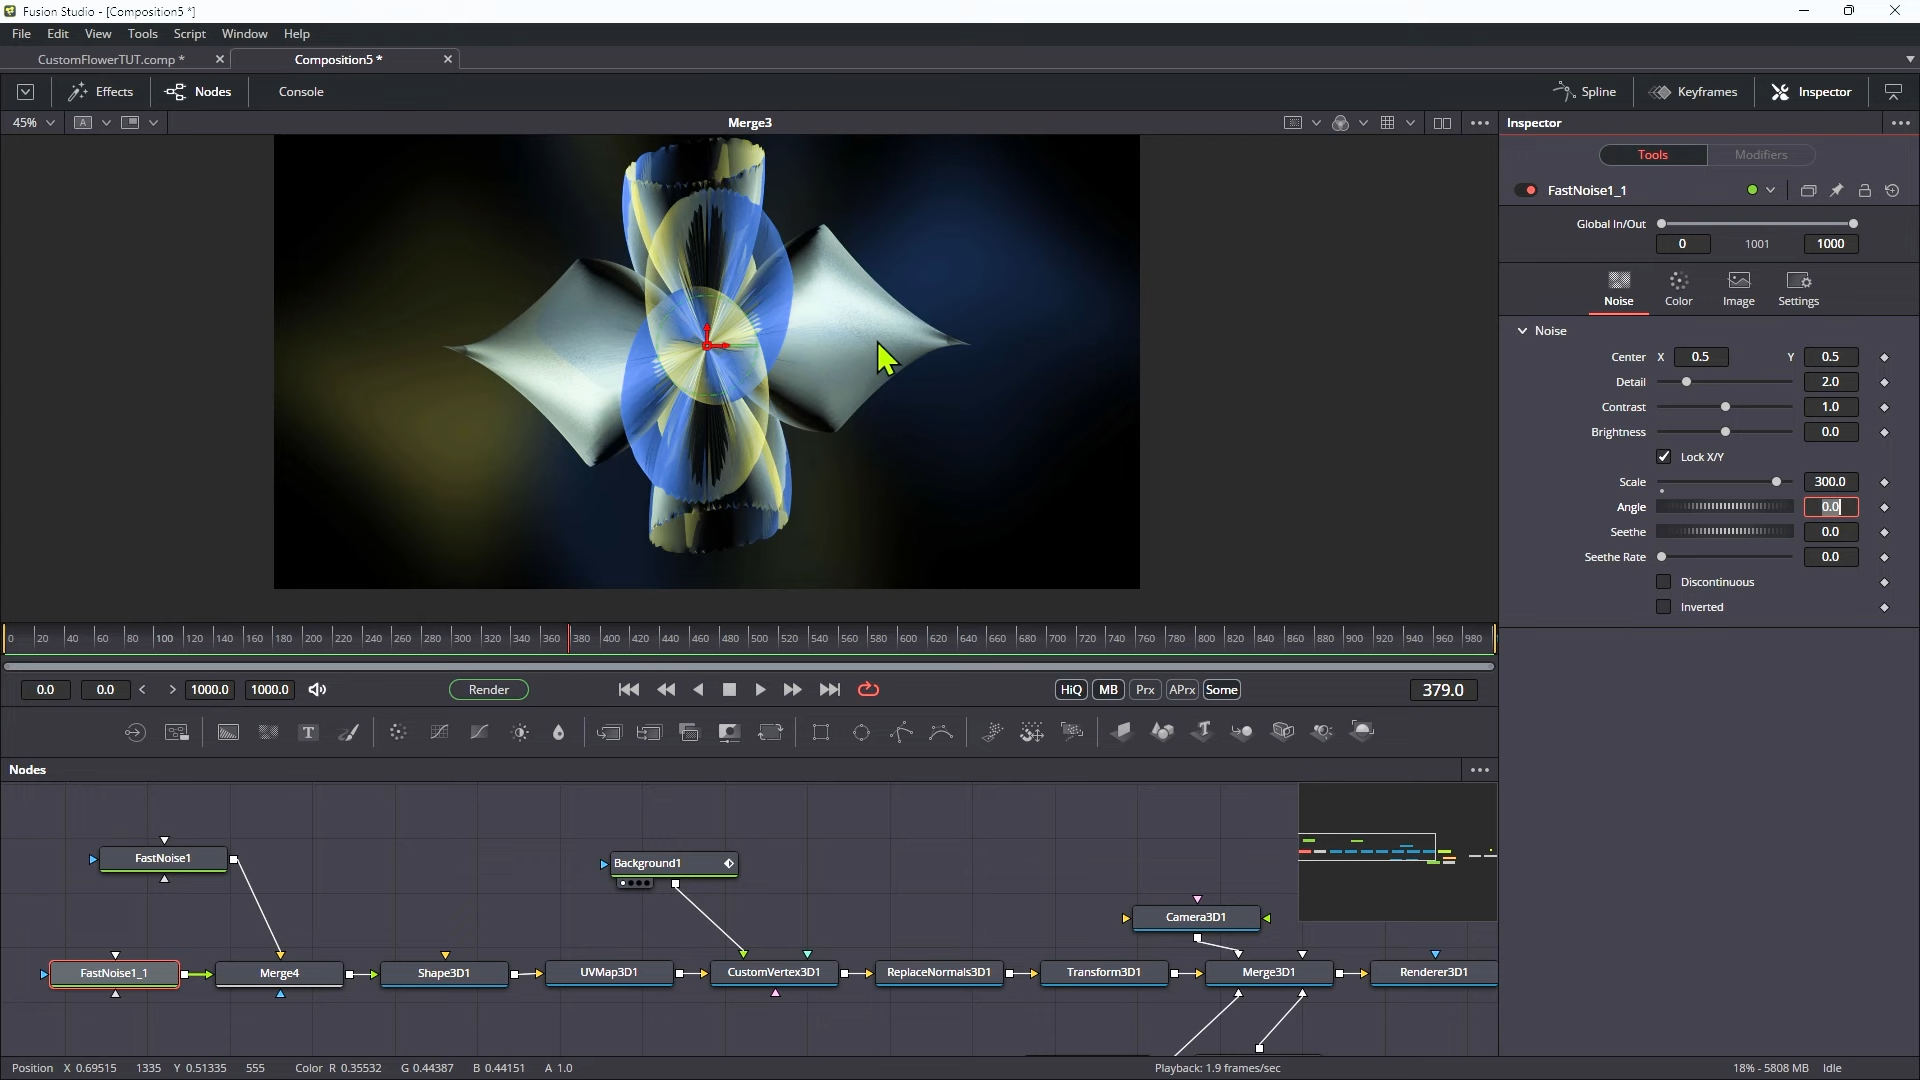 Fusion Studio - [Composition5 *]
File Edit View Tools Script Window Help
CustomFlowerTUT.comp * Composition5 *
Effects Nodes Console Spline Keyframes Inspector
45% A Merge3 Inspector
Tools Modifiers
FastNoise1_1
Global In/Out
0 1001 1000
Noise Color Image Settings
Noise
Center X 0.5 Y 0.5
Detail 2.0
Contrast 1.0
Brightness 0.0
Lock X/Y
Scale 300.0
Angle 0.0
Seethe 0.0
Seethe Rate 0.0
Discontinuous
Inverted
0 20 40 60 80 100 120 140 160 180 200 220 240 260 280 300 320 340 360 380 400 420 440 460 480 500 520 540 560 580 600 620 640 660 680 700 720 740 760 780 800 820 840 860 880 900 920 940 960 980
0.0 0.0 < > 1000.0 1000.0 Render HiQ MB Prx APrx Some 379.0
T T
Nodes
FastNoise1 Background1
Camera3D1
FastNoise1_1 Merge4 Shape3D1 UVMap3D1 CustomVertex3D1 ReplaceNormals3D1 Transform3D1 Merge3D1 Renderer3D1
Position X 0.69515 1335 Y 0.51335 555 Color R 0.35532 G 0.44387 B 0.44151 A 1.0 Playback: 1.9 frames/sec 18% - 5808 MB Idle